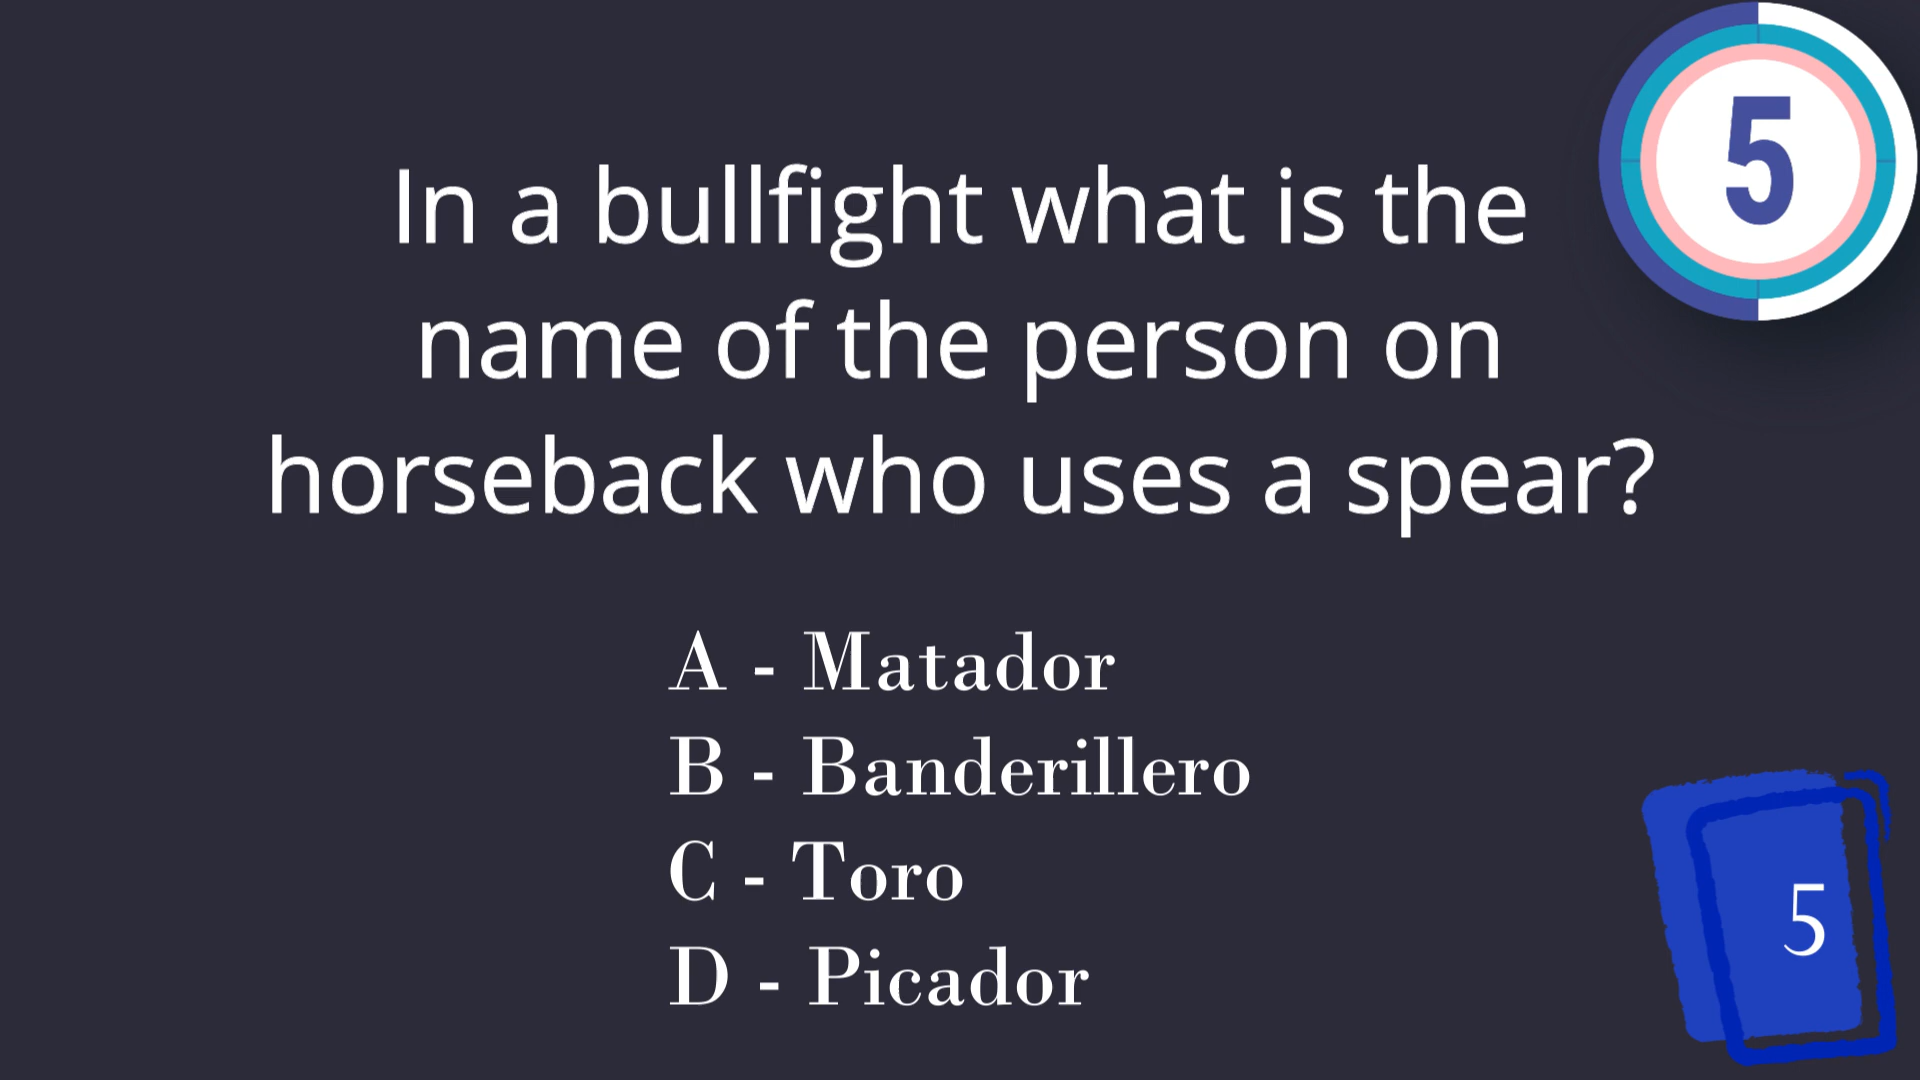 5
In a bullfight what is the
name of the person on
horseback who uses a spear?
A - Matador
B - Banderillero
C - Toro
D - Picador
5